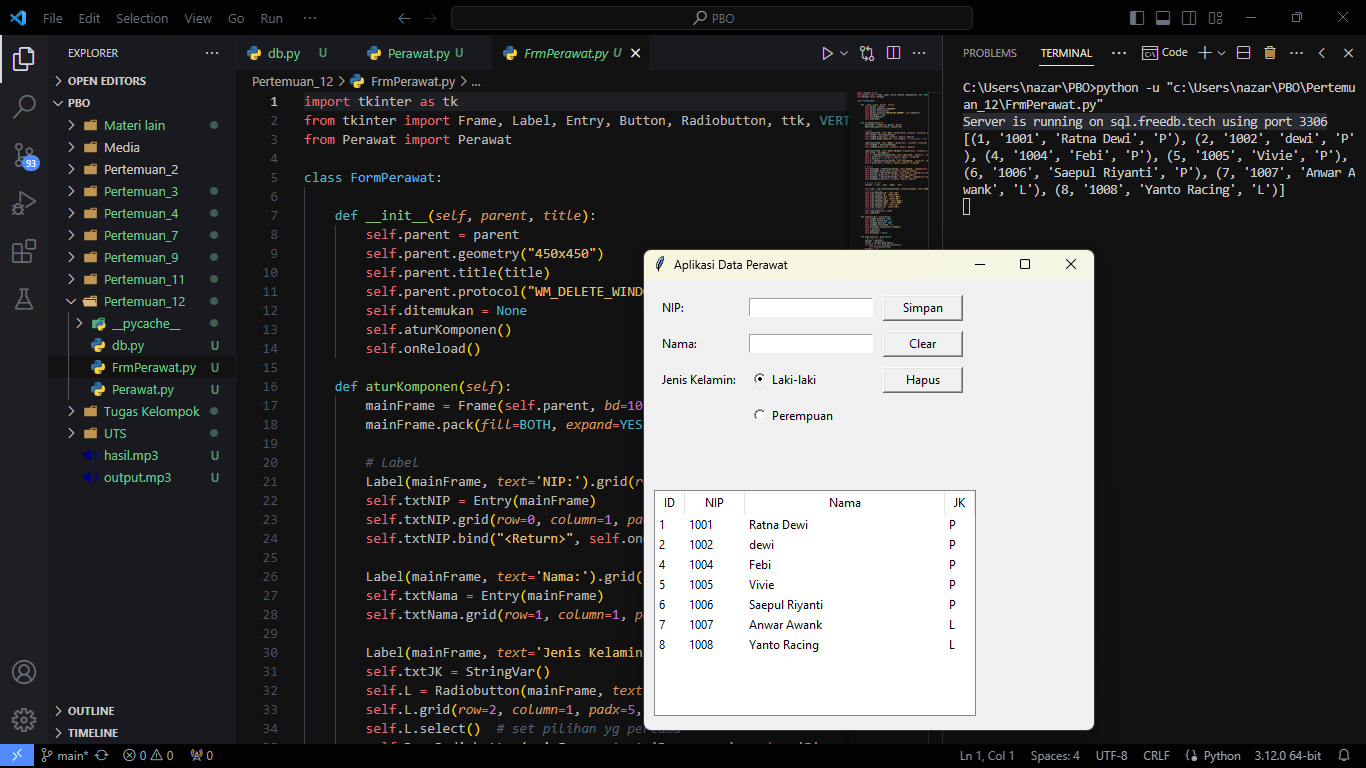 File Edit Selection View Go Run ··· PBO
EXPLORER ···
OPEN EDITORS
PBO
Materi lain
Media
Pertemuan_2
Pertemuan_3
Pertemuan_4
Pertemuan_7
Pertemuan_9
Pertemuan_11
Pertemuan_12
__pycache__
db.py U
FrmPerawat.py U
Perawat.py U
Tugas Kelompok
UTS
hasil.mp3 U
output.mp3 U
OUTLINE
TIMELINE
93
db.py U Perawat.py U FrmPerawat.py U
Pertemuan_12 > FrmPerawat.py > ...
1 import tkinter as tk
2 from tkinter import Frame, Label, Entry, Button, Radiobutton, ttk, VERT
3 from Perawat import Perawat
4
5 class FormPerawat:
6
7 def __init__(self, parent, title):
8 self.parent = parent
9 self.parent.geometry("450x450")
10 self.parent.title(title)
11 self.parent.protocol("WM_DELETE_WIND
12 self.ditemukan = None
13 self.aturKomponen()
14 self.onReload()
15
16 def aturKomponen(self):
17 mainFrame = Frame(self.parent, bd=10
18 mainFrame.pack(fill=BOTH, expand=YES
19
20 # Label
21 Label(mainFrame, text='NIP:').grid(r
22 self.txtNIP = Entry(mainFrame)
23 self.txtNIP.grid(row=0, column=1, pa
24 self.txtNIP.bind("<Return>", self.on
25
26 Label(mainFrame, text='Nama:').grid(
27 self.txtNama = Entry(mainFrame)
28 self.txtNama.grid(row=1, column=1, p
29
30 Label(mainFrame, text='Jenis Kelamin
31 self.txtJK = StringVar()
32 self.L = Radiobutton(mainFrame, text
33 self.L.grid(row=2, column=1, padx=5,
34 self.L.select() # set pilihan yg pertama
PROBLEMS TERMINAL ··· Code
C:\Users\nazar\PBO>python -u "c:\Users\nazar\PBO\Pertemu
an_12\FrmPerawat.py"
Server is running on sql.freedb.tech using port 3306
[(1, '1001', 'Ratna Dewi', 'P'), (2, '1002', 'dewi', 'P'
), (4, '1004', 'Febi', 'P'), (5, '1005', 'Vivie', 'P'),
(6, '1006', 'Saepul Riyanti', 'P'), (7, '1007', 'Anwar A
wank', 'L'), (8, '1008', 'Yanto Racing', 'L')]
Aplikasi Data Perawat
NIP: Simpan
Nama: Clear
Jenis Kelamin: Laki-laki Hapus
Perempuan
ID NIP Nama JK
1 1001 Ratna Dewi P
2 1002 dewi P
4 1004 Febi P
5 1005 Vivie P
6 1006 Saepul Riyanti P
7 1007 Anwar Awank L
8 1008 Yanto Racing L
main* 0 0 0 Ln 1, Col 1 Spaces: 4 UTF-8 CRLF Python 3.12.0 64-bit